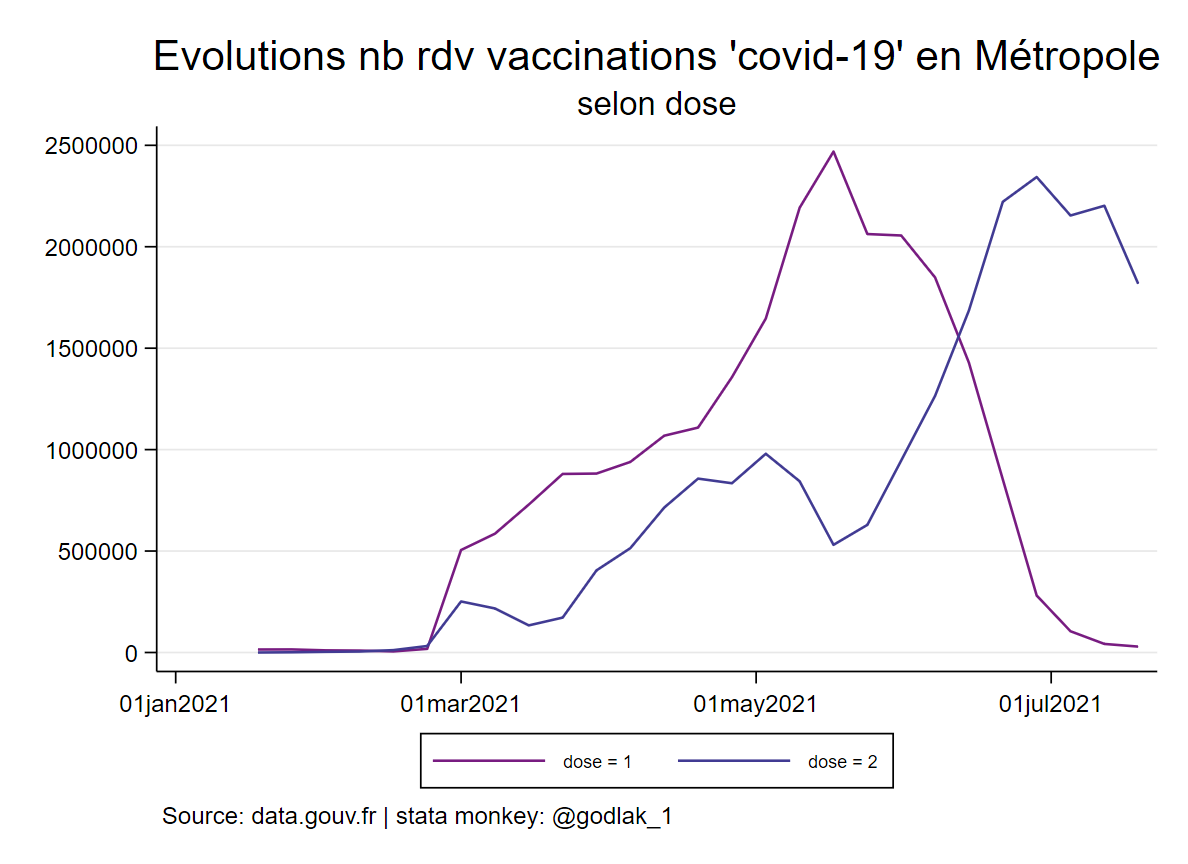 Evolutions nb rdv vaccinations 'covid-19' en Métropole
selon dose
2500000
2000000
1500000
1000000
500000
0
01jan2021 01mar2021 01may2021 01jul2021
dose = 1 dose = 2
Source: data.gouv.fr | stata monkey: @godlak_1